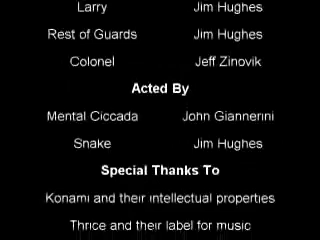 Larry Jim Hughes
Rest of Guards Jim Hughes
Colonel Jeff Zinovik
Acted By
Mental Ciccada John Giannerini
Snake Jim Hughes
Special Thanks To
Konami and their intellectual properties
Thrice and their label for music